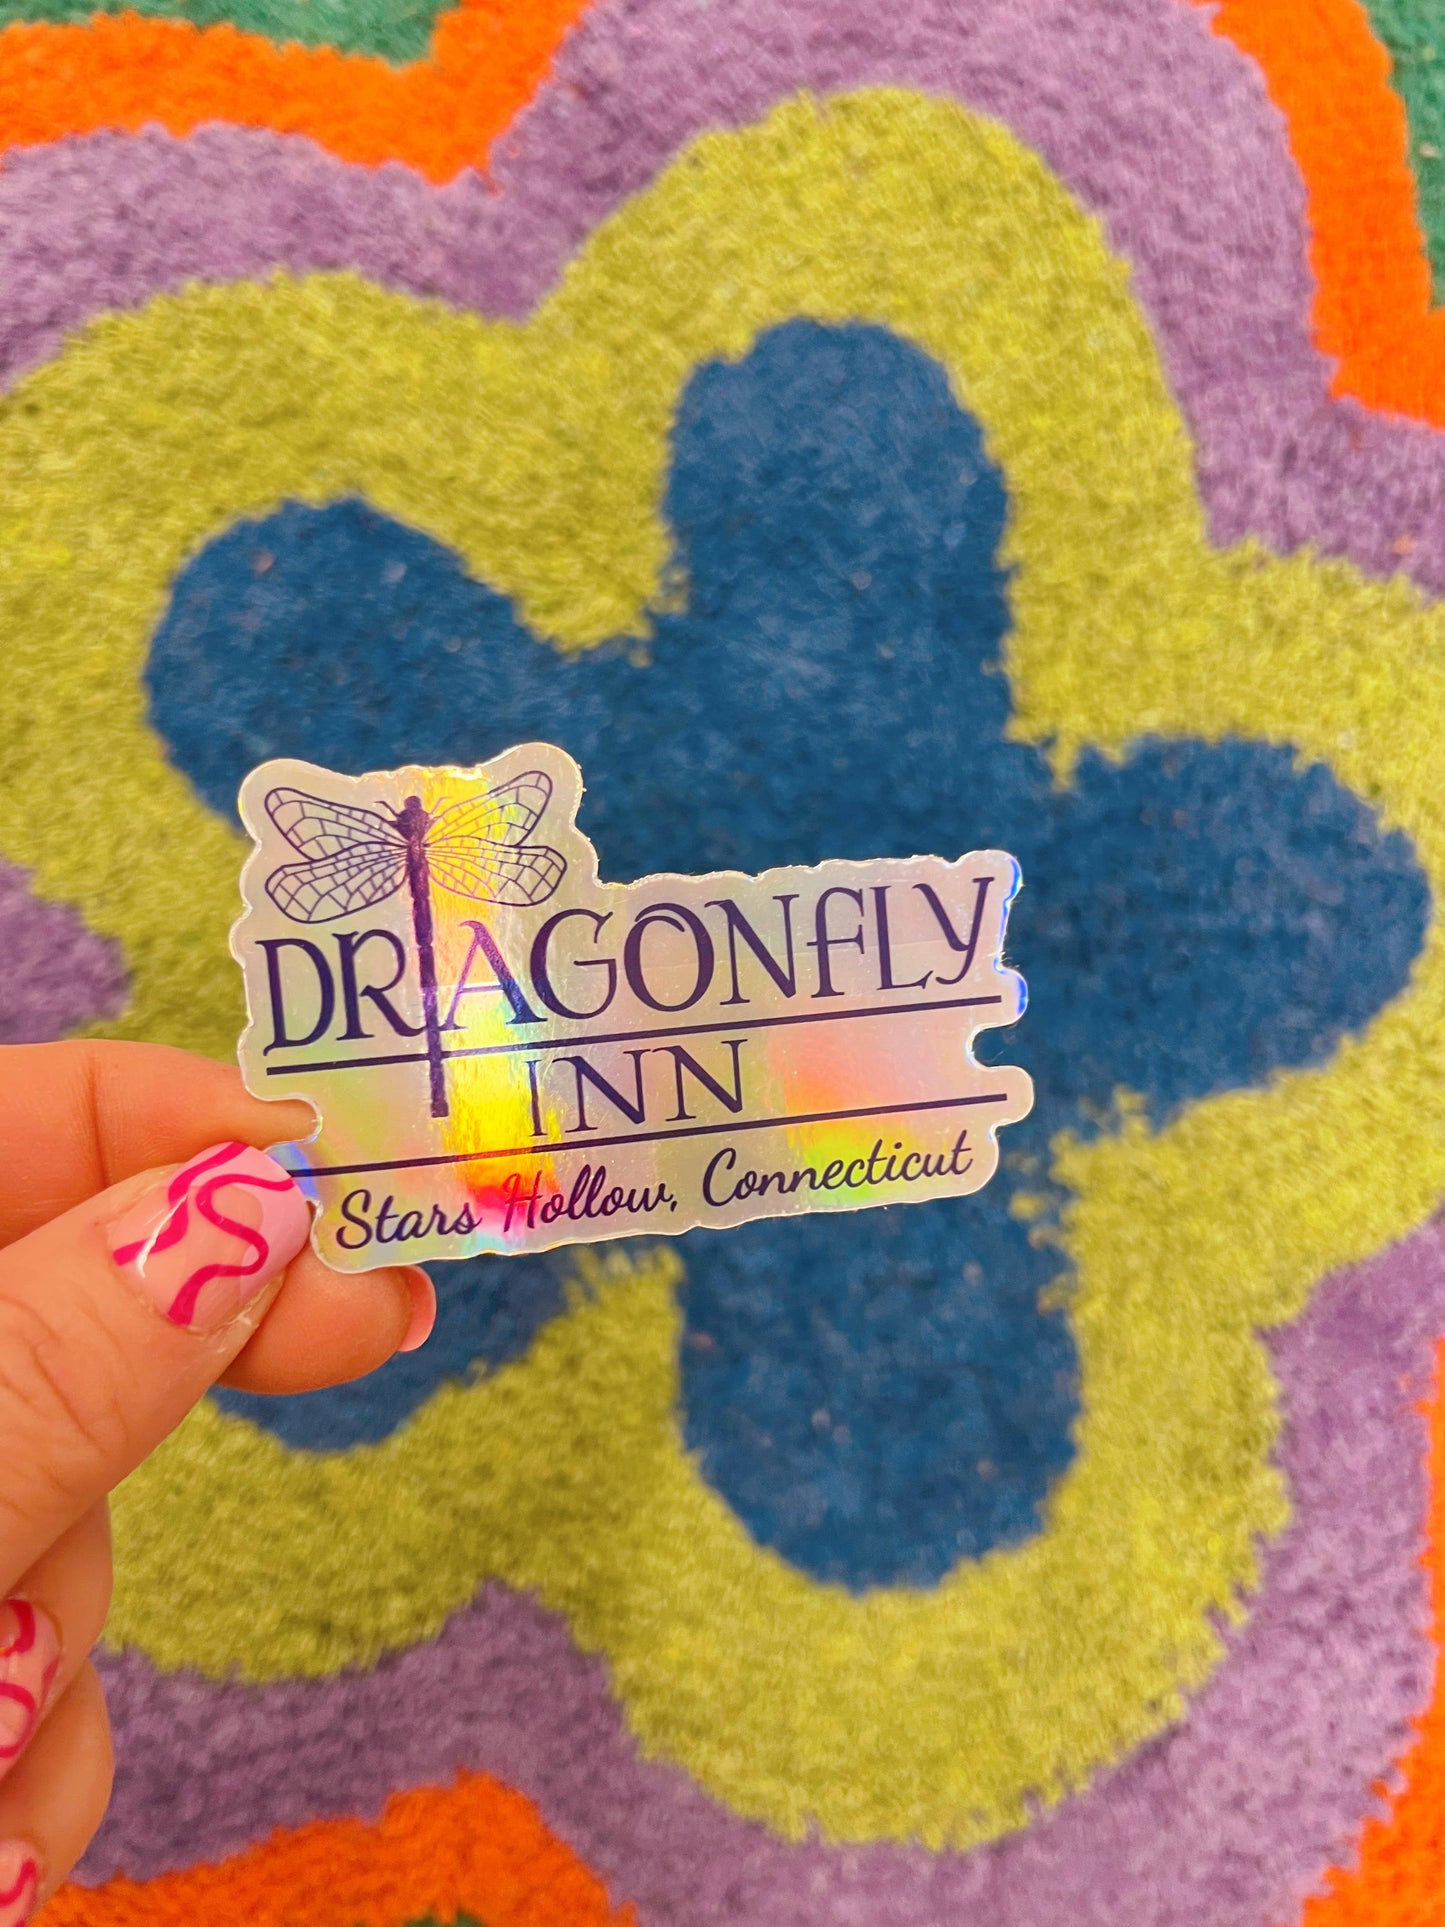 DRAGONFLY
INN
Stars Hollow, Connecticut